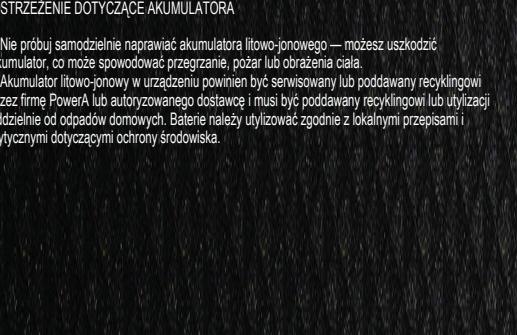 STRZEŻENIE DOTYCZĄCE AKUMULATORA
Nie próbuj samodzielnie naprawiać akumulatora litowo-jonowego — możesz uszkodzić
kumulator, co może spowodować przegrzanie, pożar lub obrażenia ciała.
Akumulator litowo-jonowy w urządzeniu powinien być serwisowany lub poddawany recyklingowi
zez firmę PowerA lub autoryzowanego dostawcę i musi być poddawany recyklingowi lub utylizacji
ddzielnie od odpadów domowych. Baterie należy utylizować zgodnie z lokalnymi przepisami i
ytycznymi dotyczącymi ochrony środowiska.